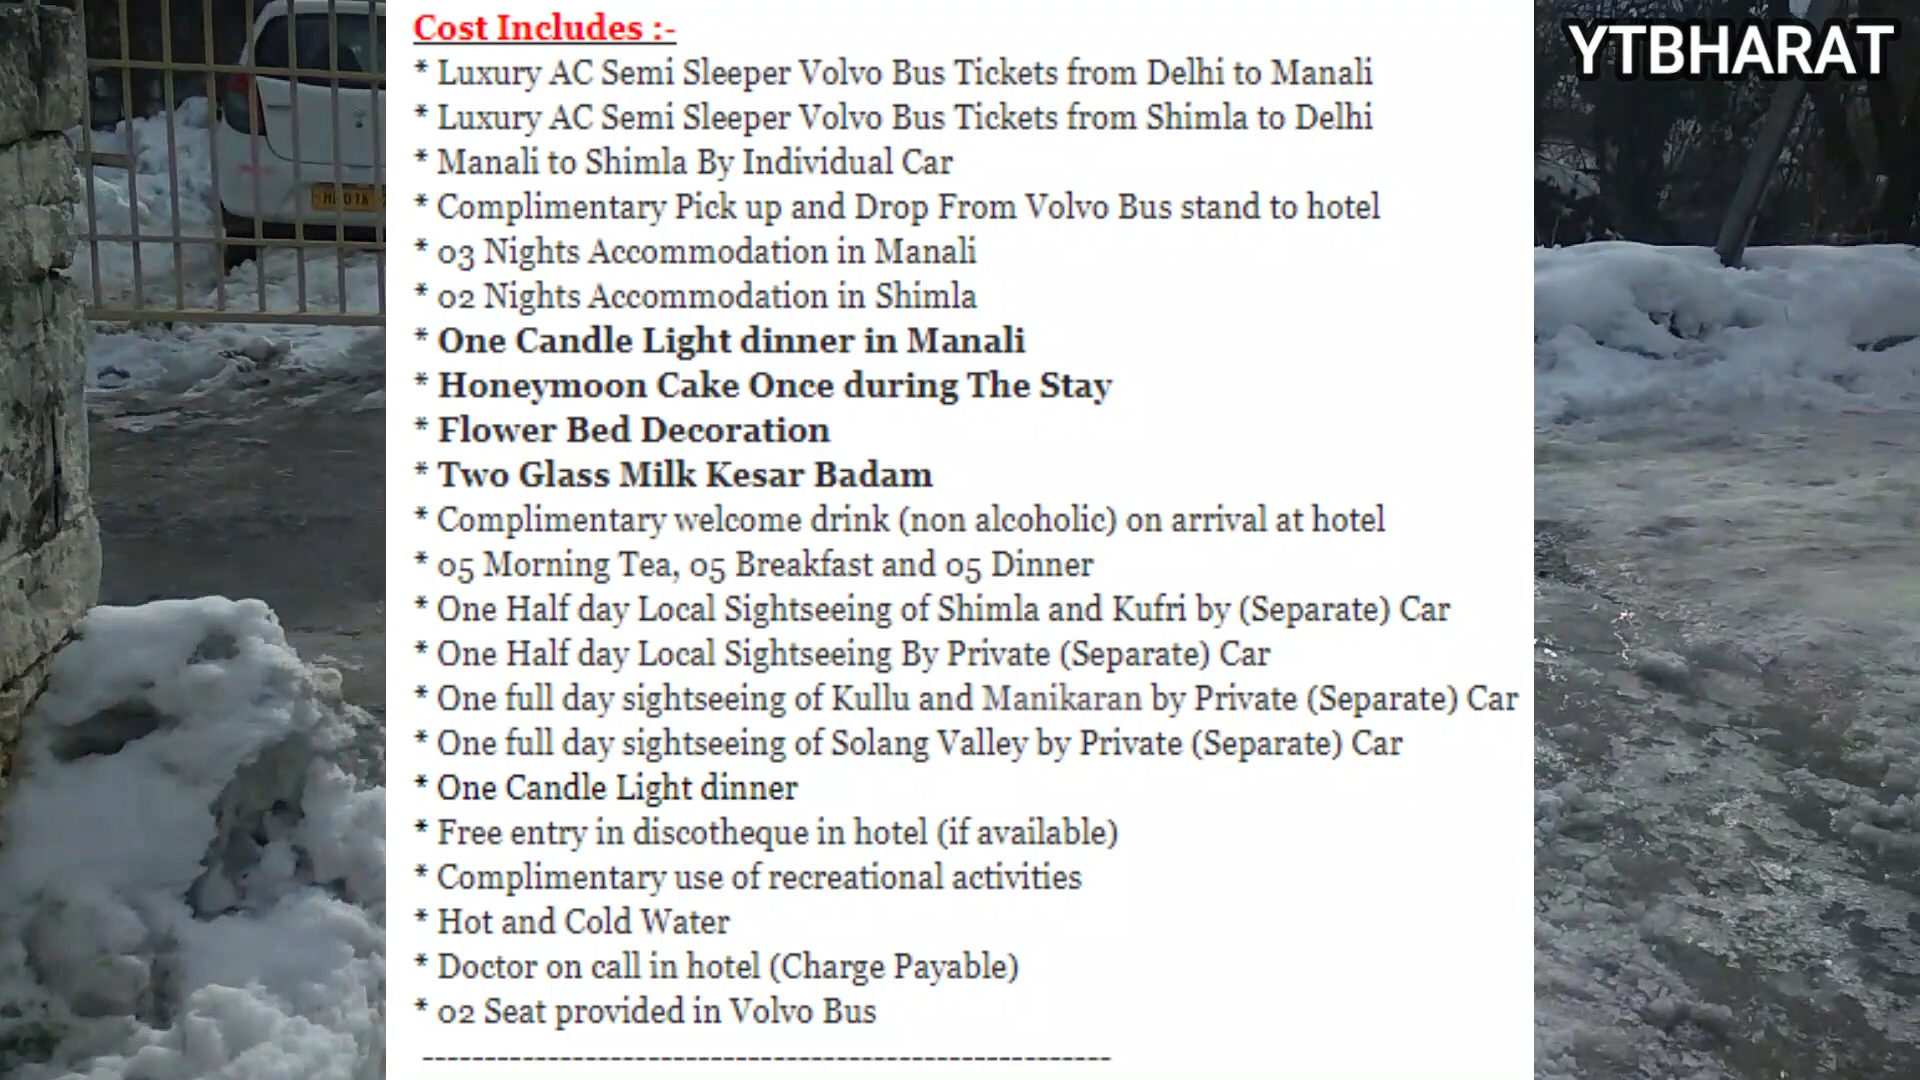 Cost Includes :-
* Luxury AC Semi Sleeper Volvo Bus Tickets from Delhi to Manali
* Luxury AC Semi Sleeper Volvo Bus Tickets from Shimla to Delhi
* Manali to Shimla By Individual Car
* Complimentary Pick up and Drop From Volvo Bus stand to hotel
* 03 Nights Accommodation in Manali
* 02 Nights Accommodation in Shimla
* One Candle Light dinner in Manali
* Honeymoon Cake Once during The Stay
* Flower Bed Decoration
* Two Glass Milk Kesar Badam
* Complimentary welcome drink (non alcoholic) on arrival at hotel
* 05 Morning Tea, 05 Breakfast and 05 Dinner
* One Half day Local Sightseeing of Shimla and Kufri by (Separate) Car
* One Half day Local Sightseeing By Private (Separate) Car
* One full day sightseeing of Kullu and Manikaran by Private (Separate) Car
* One full day sightseeing of Solang Valley by Private (Separate) Car
* One Candle Light dinner
* Free entry in discotheque in hotel (if available)
* Complimentary use of recreational activities
* Hot and Cold Water
* Doctor on call in hotel (Charge Payable)
* 02 Seat provided in Volvo Bus
-------------------------------------------------------
YTBHARAT